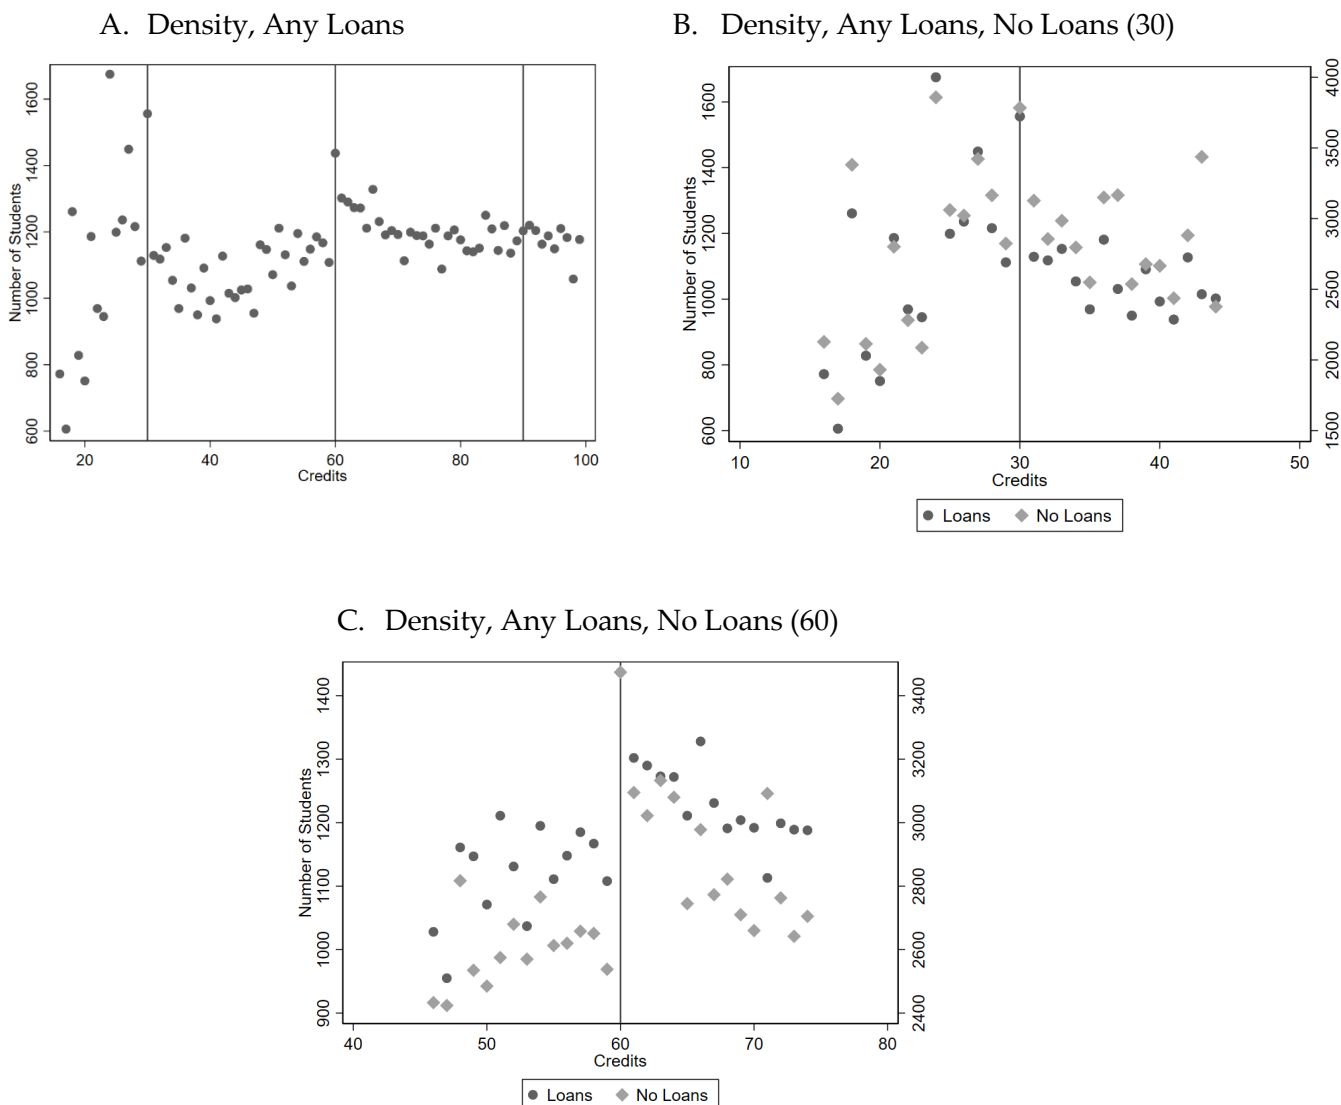 A. Density, Any Loans
Number of Students
1600
1400
1200
1000
800
600
20 40 60 80 100
Credits
B. Density, Any Loans, No Loans (30)
Number of Students
1600
1400
1200
1000
800
600
4000
3500
3000
2500
2000
1500
10 20 30 40 50
Credits
Loans No Loans
C. Density, Any Loans, No Loans (60)
Number of Students
1400
1300
1200
1100
1000
900
3400
3200
3000
2800
2600
2400
40 50 60 70 80
Credits
Loans No Loans